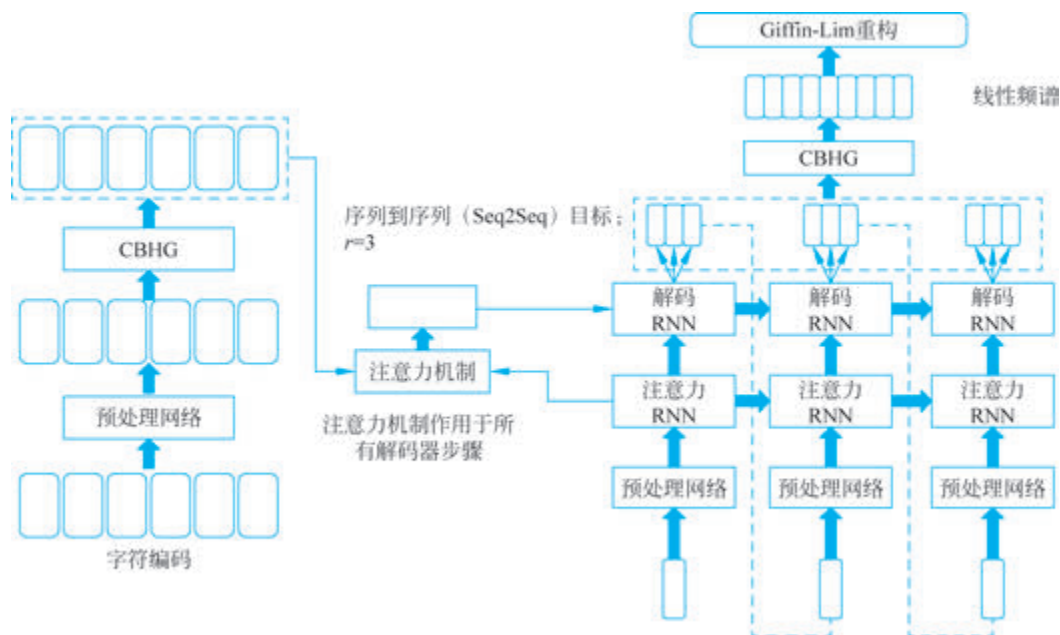 Giffin-Lim重构
线性频谱
CBHG
序列到序列（Seq2Seq）目标；
r=3
CBHG
解码
RNN
解码
RNN
解码
RNN
注意力机制
注意力
RNN
注意力
RNN
注意力
RNN
预处理网络
注意力机制作用于所
有解码器步骤
预处理网络
预处理网络
预处理网络
字符编码